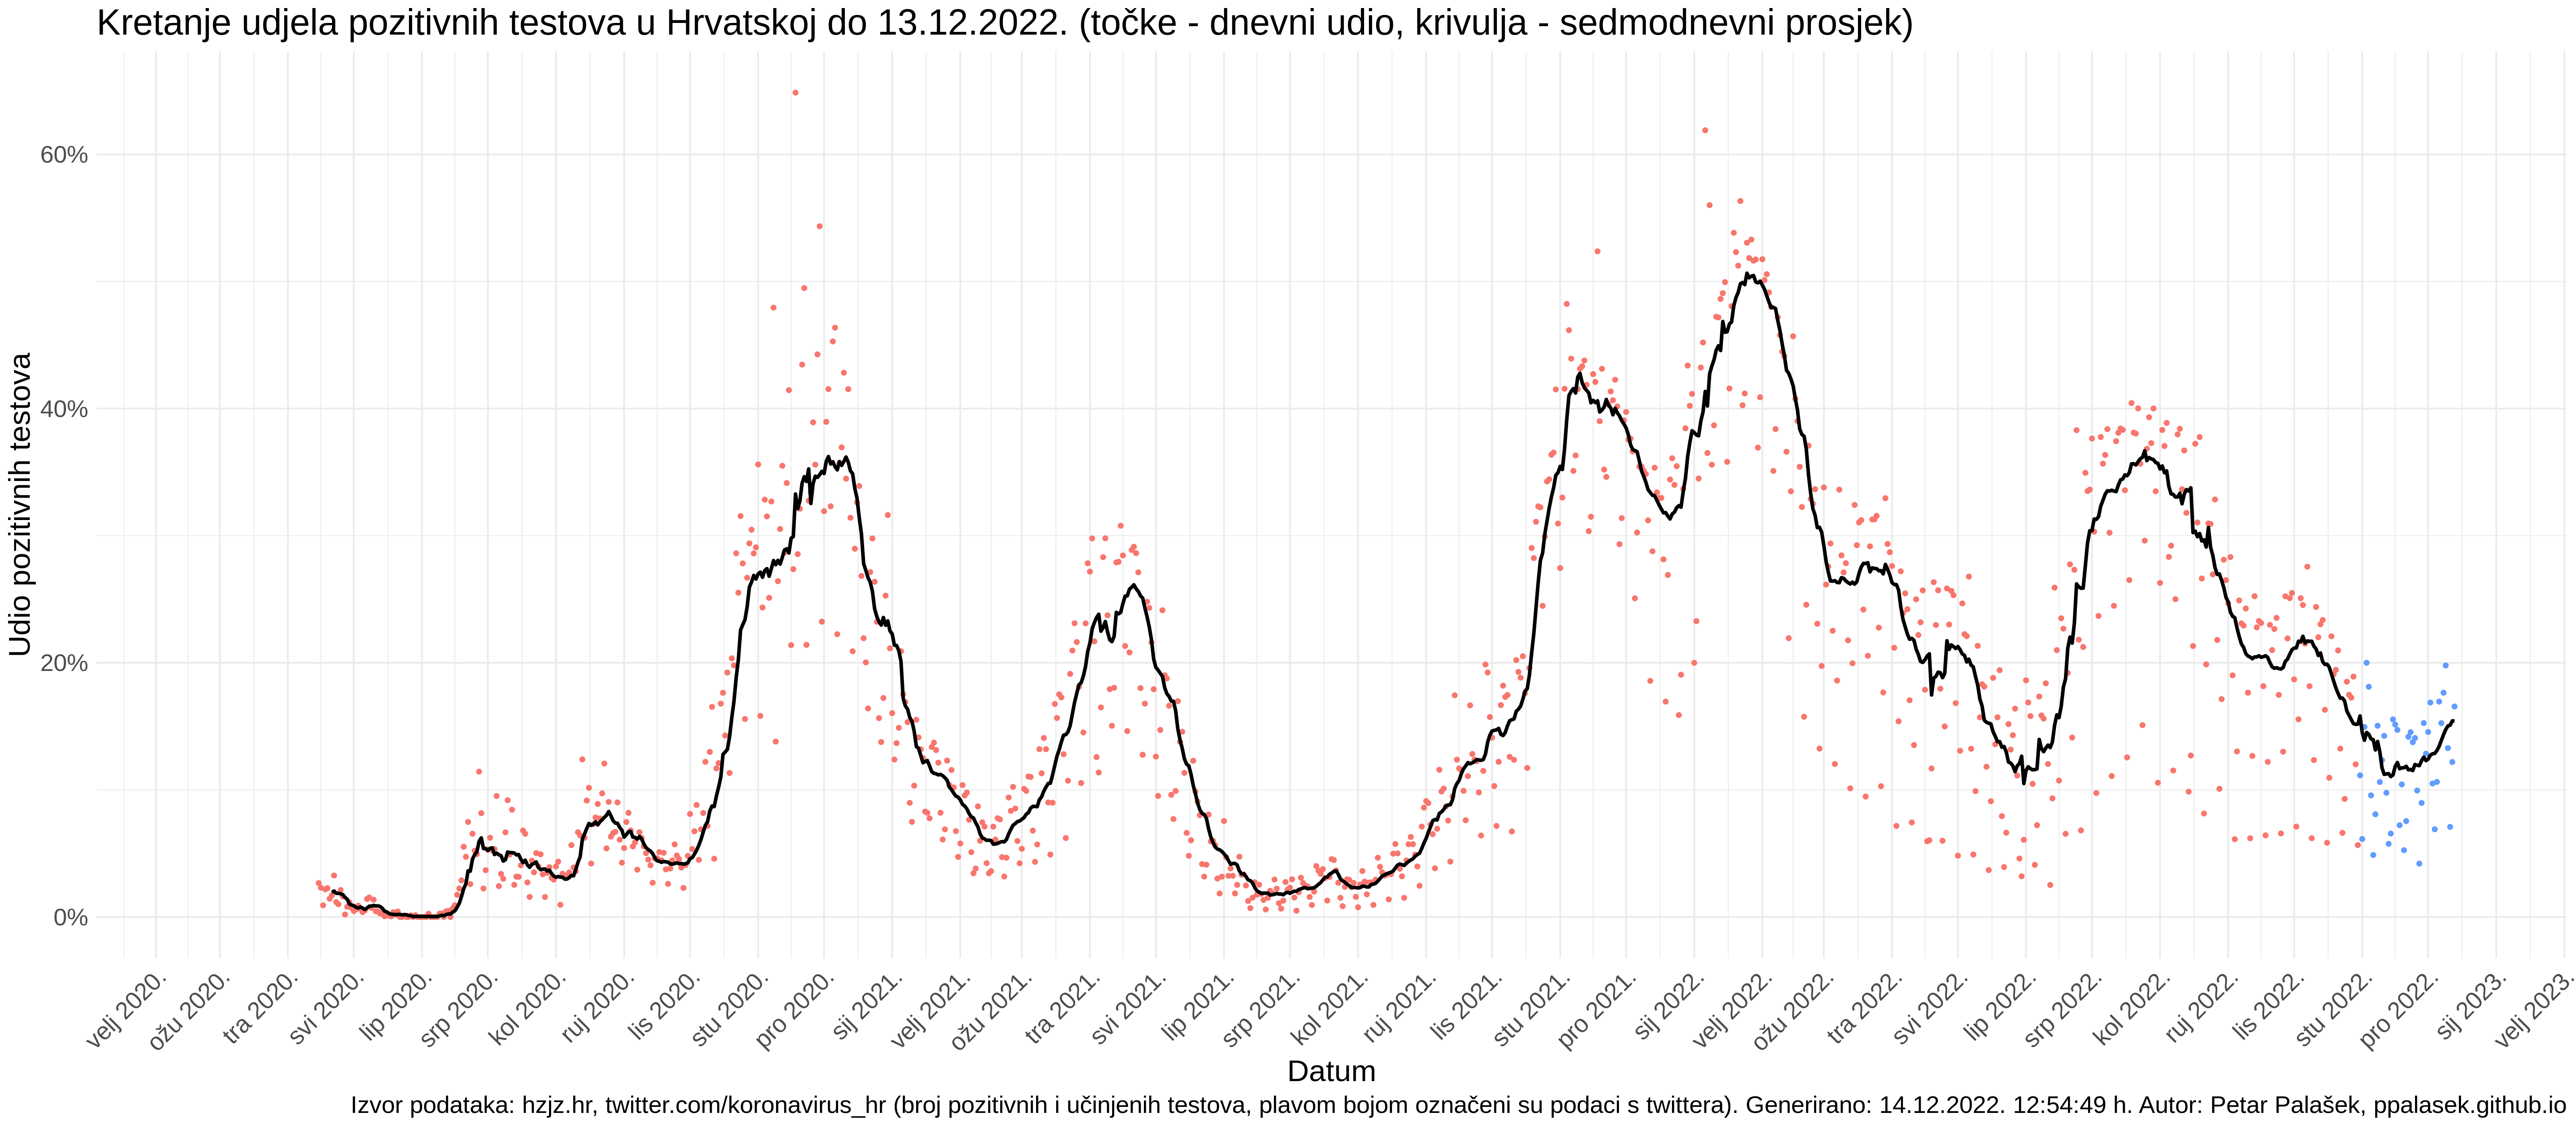 Kretanje udjela pozitivnih testova u Hrvatskoj do 13.12.2022. (točke - dnevni udio, krivulja - sedmodnevni prosjek)
Udio pozitivnih testova
60%
40%
20%
0%
velj 2020.
ožu 2020.
tra 2020.
svi 2020.
lip 2020.
srp 2020.
kol 2020.
ruj 2020.
lis 2020.
stu 2020.
pro 2020.
sij 2021.
velj 2021.
ožu 2021.
tra 2021.
svi 2021.
lip 2021.
srp 2021.
kol 2021.
ruj 2021.
lis 2021.
stu 2021.
pro 2021.
sij 2022.
velj 2022.
ožu 2022.
tra 2022.
svi 2022.
lip 2022.
srp 2022.
kol 2022.
ruj 2022.
lis 2022.
stu 2022.
pro 2022.
sij 2023.
velj 2023.
Datum
Izvor podataka: hzjz.hr, twitter.com/koronavirus_hr (broj pozitivnih i učinjenih testova, plavom bojom označeni su podaci s twittera). Generirano: 14.12.2022. 12:54:49 h. Autor: Petar Palašek, ppalasek.github.io